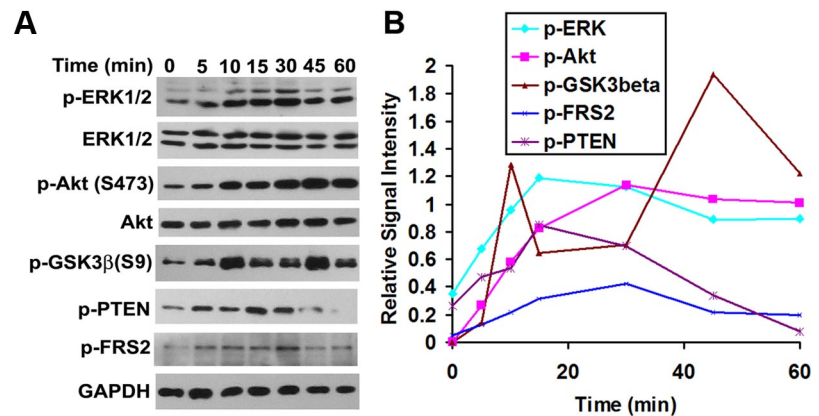 A
Time (min) 0 5 10 15 30 45 60
p-ERK1/2
ERK1/2
p-Akt (S473)
Akt
p-GSK3β(S9)
p-PTEN
p-FRS2
GAPDH
B
p-ERK
p-Akt
p-GSK3beta
p-FRS2
p-PTEN
Relative Signal Intensity
2
1.8
1.6
1.4
1.2
1
0.8
0.6
0.4
0.2
0
0 20 40 60
Time (min)